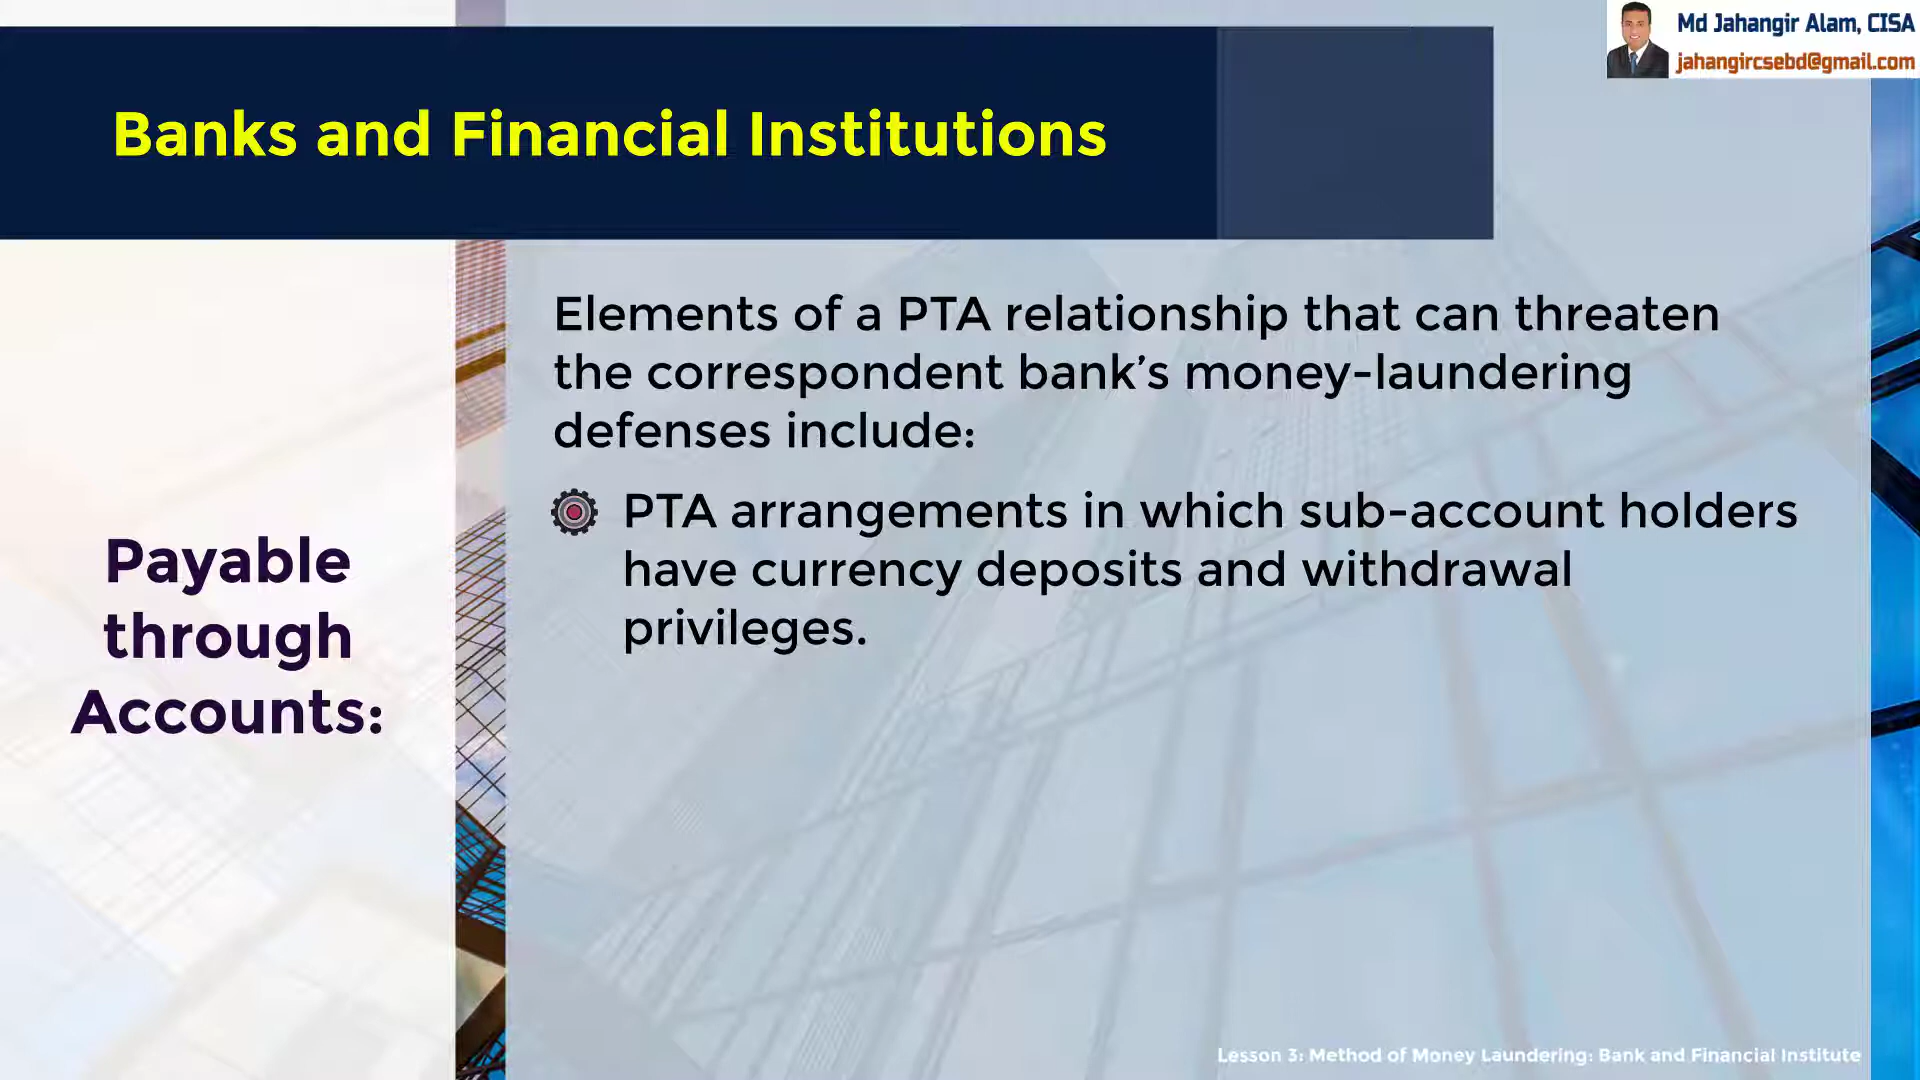 Md Jahangir Alam, CISA
jahangircsebd@gmail.com
Banks and Financial Institutions
Payable
through
Accounts:
Elements of a PTA relationship that can threaten
the correspondent bank’s money-laundering
defenses include:
PTA arrangements in which sub-account holders
have currency deposits and withdrawal
privileges.
Lesson 3: Method of Money Laundering: Bank and Financial Institute